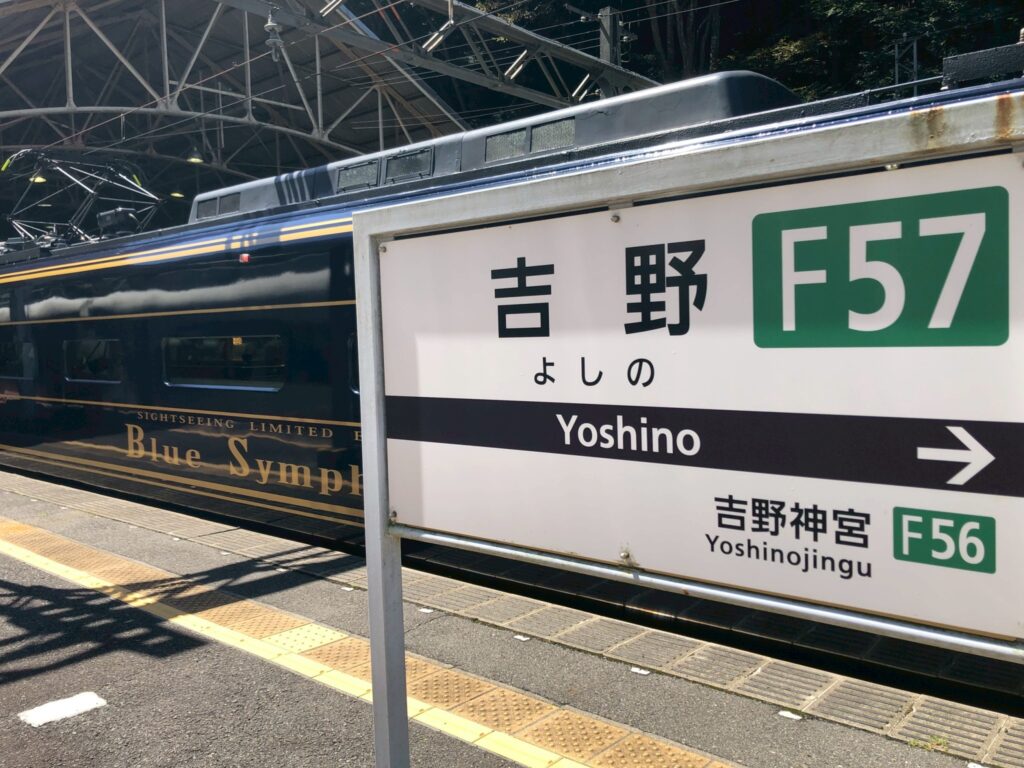 吉野
F57
よしの
Yoshino
吉野神宮
Yoshinojingu
F56
SIGHTSEEING LIMITED
Blue Symph